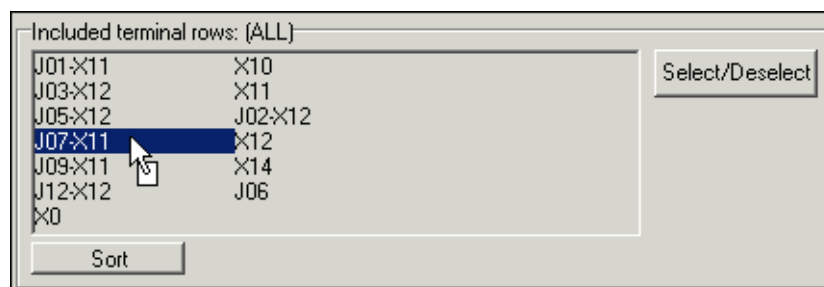 Included terminal rows: (ALL)
J01-X11
J03-X12
J05-X12
J07-X11
J09-X11
J12-X12
X0
X10
X11
J02-X12
X12
X14
J06
Select/Deselect
Sort